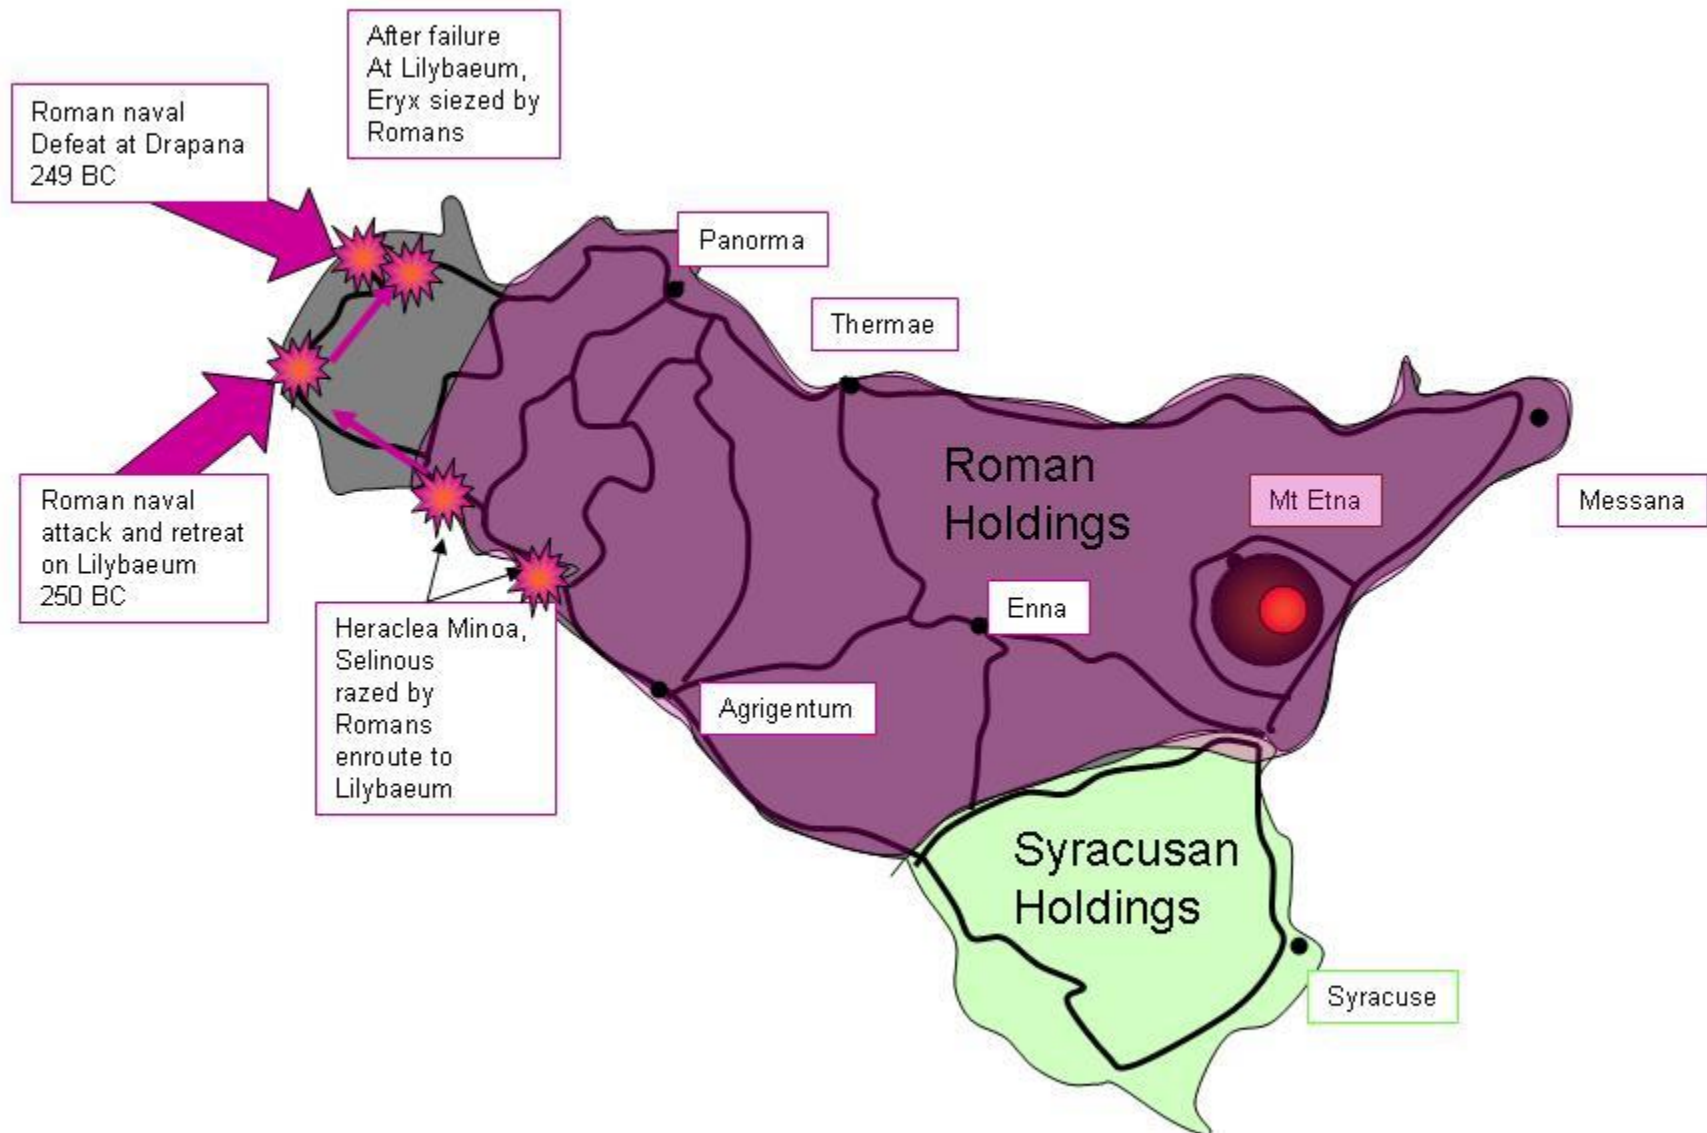 After failure
At Lilybaeum,
Eryx siezed by
Romans
Roman naval
Defeat at Drapana
249 BC
Panorma
Thermae
Roman
Holdings
Mt Etna
Messana
Roman naval
attack and retreat
on Lilybaeum
250 BC
Enna
Heraclea Minoa,
Selinous
razed by
Romans
enroute to
Lilybaeum
Agrigentum
Syracusan
Holdings
Syracuse